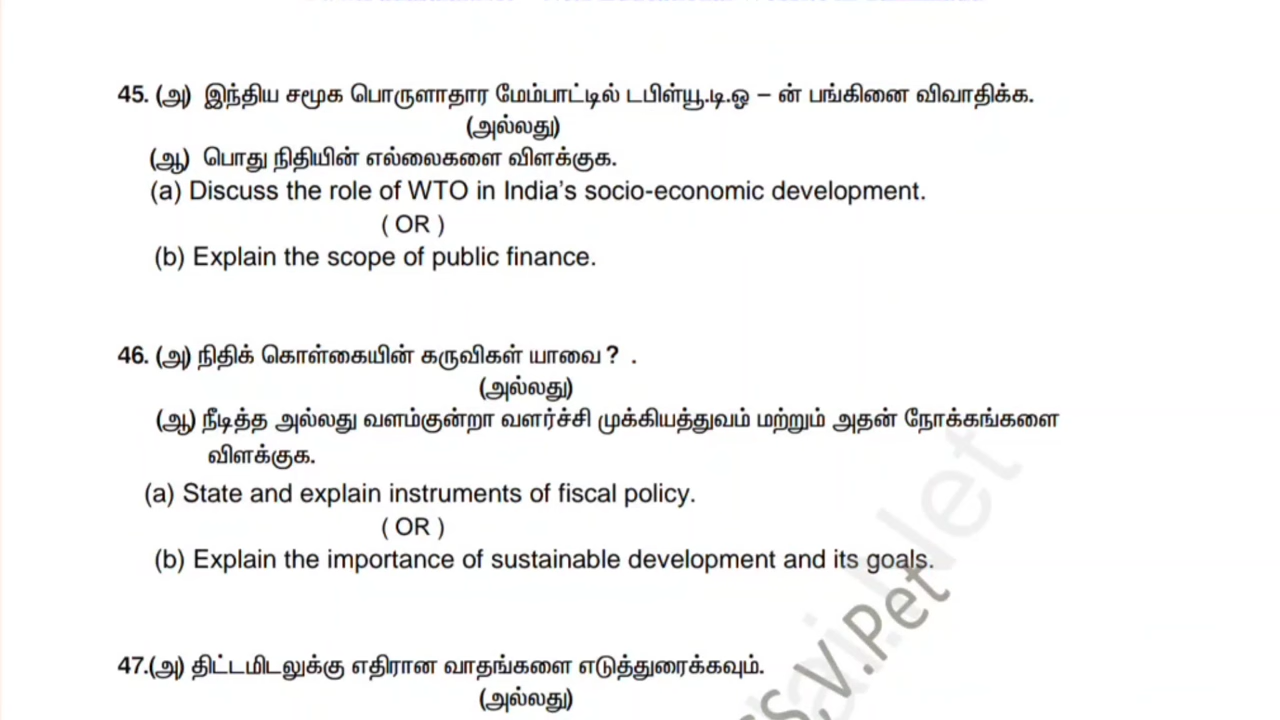 45. (அ) இந்திய சமூக பொருளாதார மேம்பாட்டில் டபிள்யூ.டி.ஓ – ன் பங்கினை விவாதிக்க.
(அல்லது)
(ஆ) பொது நிதியின் எல்லைகளை விளக்குக.
(a) Discuss the role of WTO in India’s socio-economic development.
( OR )
(b) Explain the scope of public finance.
46. (அ) நிதிக் கொள்கையின் கருவிகள் யாவை ? .
(அல்லது)
(ஆ) நீடித்த அல்லது வளம்குன்றா வளர்ச்சி முக்கியத்துவம் மற்றும் அதன் நோக்கங்களை
விளக்குக.
(a) State and explain instruments of fiscal policy.
( OR )
(b) Explain the importance of sustainable development and its goals.
47.(அ) திட்டமிடலுக்கு எதிரான வாதங்களை எடுத்துரைக்கவும்.
(அல்லது)